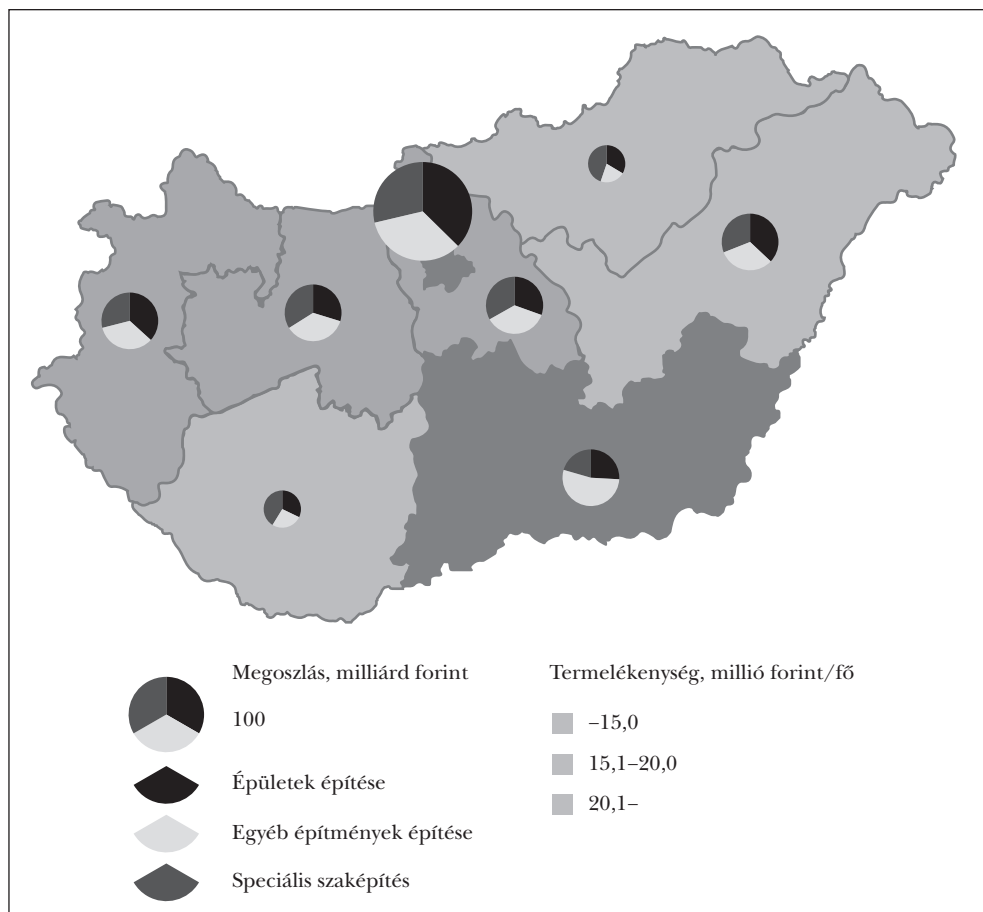 Megoszlás, milliárd forint
100
Épületek építése
Egyéb építmények építése
Speciális szaképítés
Termelékenység, millió forint/fő
–15,0
15,1–20,0
20,1–